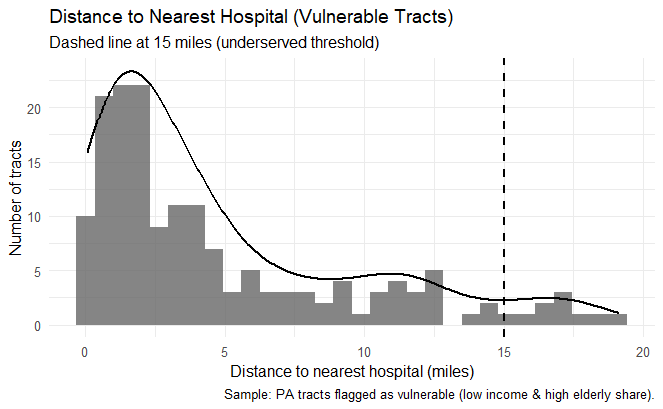 Distance to Nearest Hospital (Vulnerable Tracts)
Dashed line at 15 miles (underserved threshold)
Number of tracts
20
15
10
5
0
0 5 10 15 20
Distance to nearest hospital (miles)
Sample: PA tracts flagged as vulnerable (low income & high elderly share).